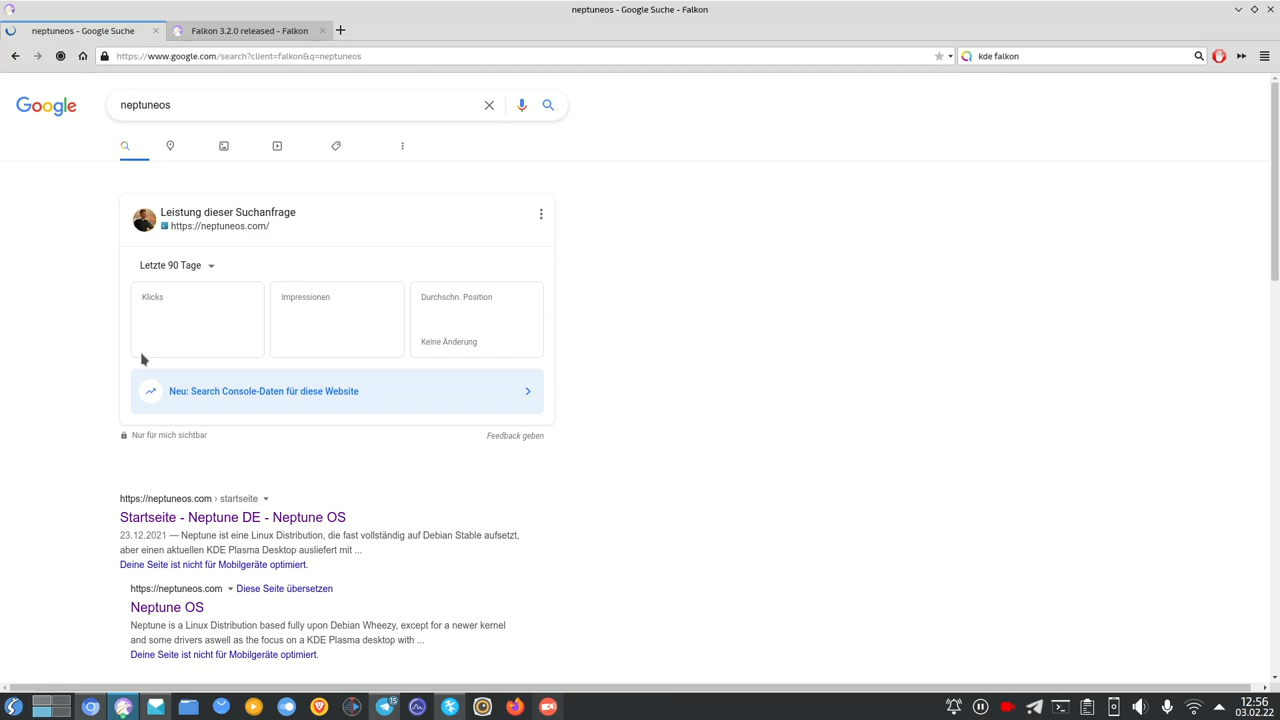 neptuneos - Google Suche - Falkon
neptuneos - Google Suche
Falkon 3.2.0 released - Falkon
https://www.google.com/search?client=falkon&q=neptuneos
kde falkon
Google
neptuneos
Leistung dieser Suchanfrage
https://neptuneos.com/
Letzte 90 Tage
Klicks
Impressionen
Durchschn. Position
Keine Änderung
Neu: Search Console-Daten für diese Website
Nur für mich sichtbar
Feedback geben
https://neptuneos.com › startseite
Startseite - Neptune DE - Neptune OS
23.12.2021 — Neptune ist eine Linux Distribution, die fast vollständig auf Debian Stable aufsetzt,
aber einen aktuellen KDE Plasma Desktop ausliefert mit ...
Deine Seite ist nicht für Mobilgeräte optimiert.
https://neptuneos.com Diese Seite übersetzen
Neptune OS
Neptune is a Linux Distribution based fully upon Debian Wheezy, except for a newer kernel
and some drivers aswell as the focus on a KDE Plasma desktop with ...
Deine Seite ist nicht für Mobilgeräte optimiert.
15
12:56
03.02.22